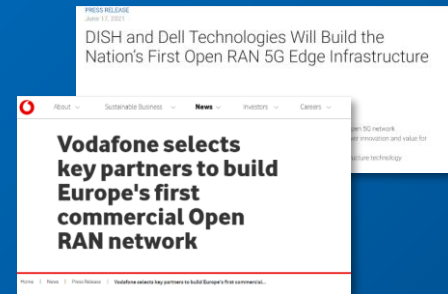 PRESS RELEASE
June 17, 2021
DISH and Dell Technologies Will Build the
Nation's First Open RAN 5G Edge Infrastructure
pen 5G network
er innovation and value for
ucture technology
About
Sustainable Business
News
Investors
Careers
Vodafone selects
key partners to build
Europe's first
commercial Open
RAN network
Home | News | Press Release | Vodafone selects key partners to build Europe's first commercial...